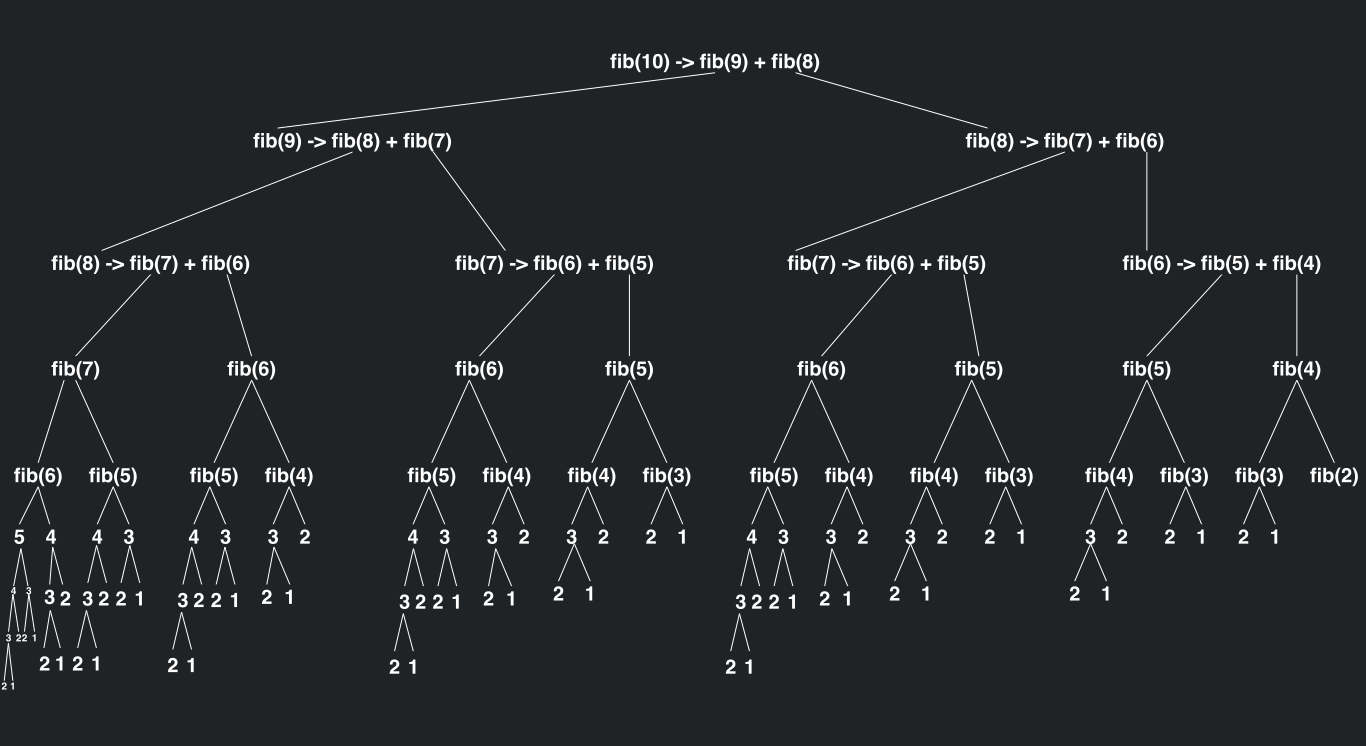 fib(10) -> fib(9) + fib(8)
fib(9) -> fib(8) + fib(7) fib(8) -> fib(7) + fib(6)
fib(8) -> fib(7) + fib(6) fib(7) -> fib(6) + fib(5) fib(7) -> fib(6) + fib(5) fib(6) -> fib(5) + fib(4)
fib(7) fib(6) fib(6) fib(5) fib(6) fib(5) fib(5) fib(4)
fib(6) fib(5) fib(5) fib(4) fib(5) fib(4) fib(4) fib(3) fib(5) fib(4) fib(4) fib(3) fib(4) fib(3) fib(3) fib(2)
5 4 4 3 4 3 3 2 4 3 3 2 3 2 2 1 4 3 3 2 3 2 2 1 3 2 2 1 2 1
4 3 3 2 3 2 2 1 3 2 2 1 2 1 3 2 2 1 2 1 2 1 3 2 2 1 2 1 2 1 2 1
3 22 1 2 1 2 1 2 1 2 1 2 1
2 1